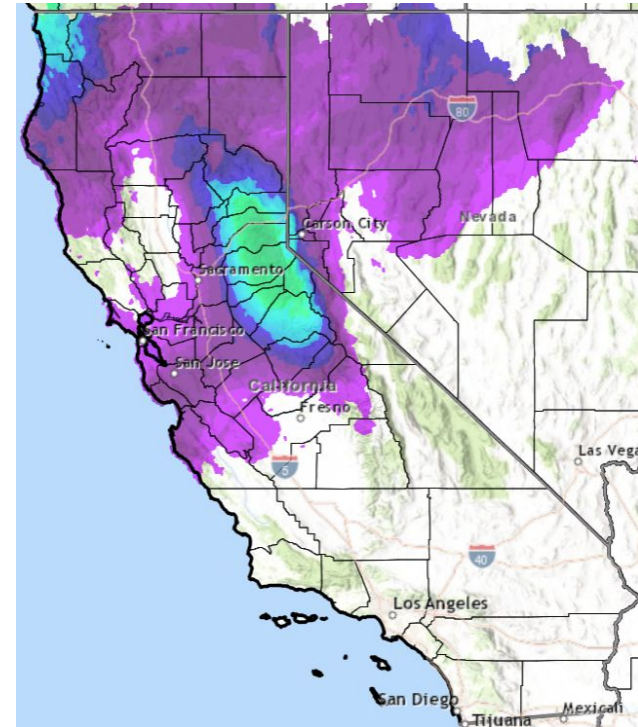 80
Nevada
Carson City
Sacramento
San Francisco
San Jose
California
Fresno
5
Las Vega
40
Los Angeles
San Diego
Mexicali
Tijuana